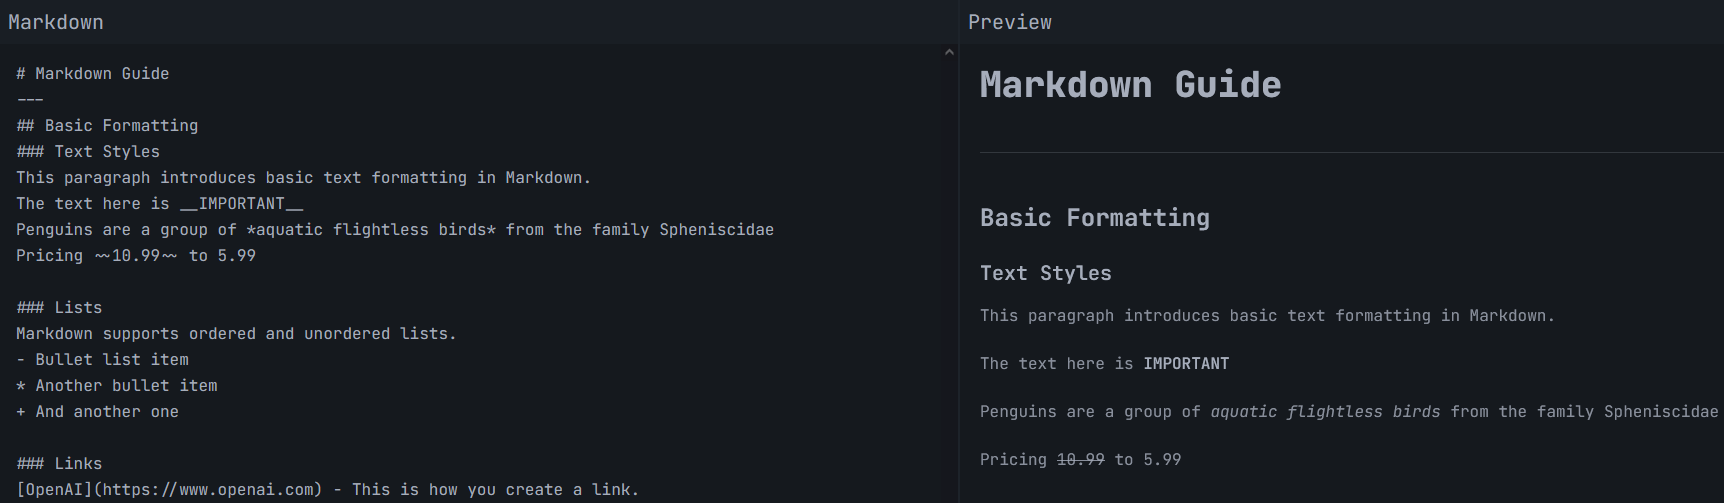 Markdown
# Markdown Guide
---
## Basic Formatting
### Text Styles
This paragraph introduces basic text formatting in Markdown.
The text here is __IMPORTANT__
Penguins are a group of *aquatic flightless birds* from the family Spheniscidae
Pricing ~~10.99~~ to 5.99
### Lists
Markdown supports ordered and unordered lists.
- Bullet list item
* Another bullet item
+ And another one
### Links
[OpenAI](https://www.openai.com) - This is how you create a link.
Preview
Markdown Guide
Basic Formatting
Text Styles
This paragraph introduces basic text formatting in Markdown.
The text here is IMPORTANT
Penguins are a group of aquatic flightless birds from the family Spheniscidae
Pricing 10.99 to 5.99